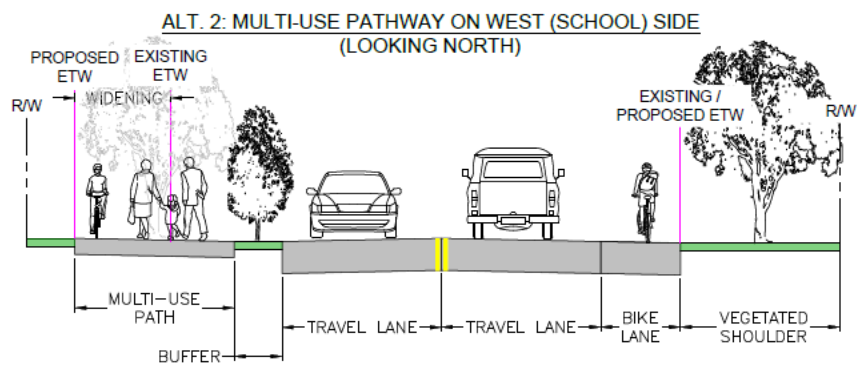 ALT. 2: MULTI-USE PATHWAY ON WEST (SCHOOL) SIDE
(LOOKING NORTH)
PROPOSED
ETW
EXISTING
ETW
WIDENING
R/W
EXISTING /
PROPOSED ETW
R/W
MULTI-USE
PATH
BUFFER
TRAVEL LANE
TRAVEL LANE
BIKE
LANE
VEGETATED
SHOULDER